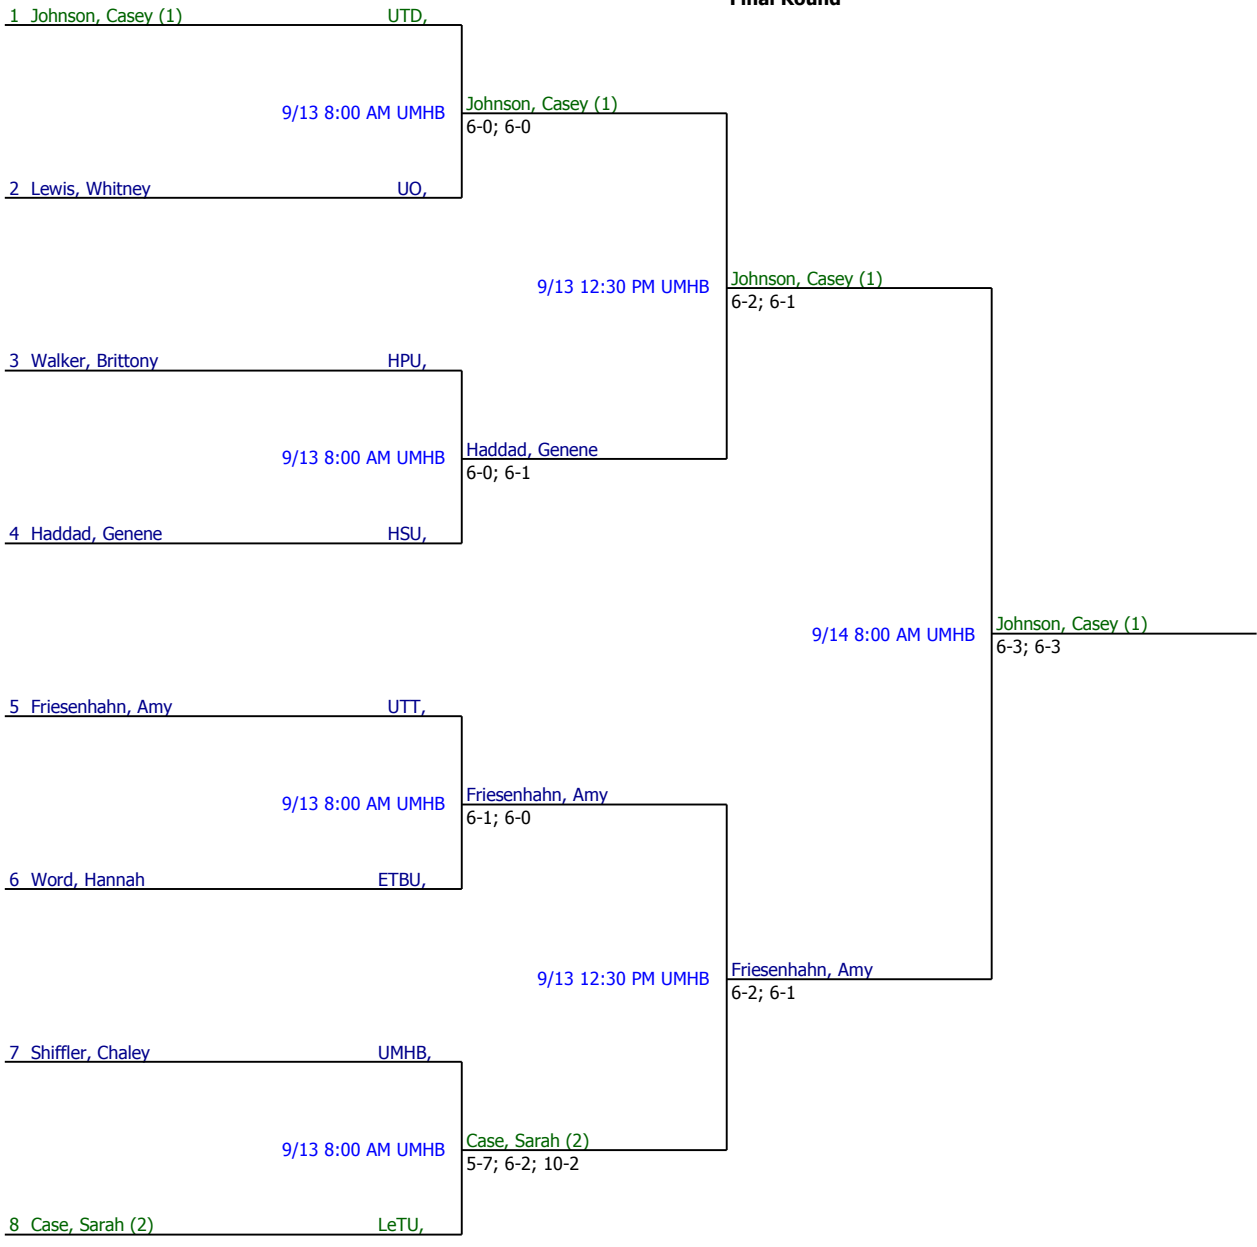 Final Round
1 Johnson, Casey (1) UTD,
9/13 8:00 AM UMHB
Johnson, Casey (1)
6-0; 6-0
2 Lewis, Whitney UO,
9/13 12:30 PM UMHB
Johnson, Casey (1)
6-2; 6-1
3 Walker, Brittony HPU,
9/13 8:00 AM UMHB
Haddad, Genene
6-0; 6-1
4 Haddad, Genene HSU,
9/14 8:00 AM UMHB
Johnson, Casey (1)
6-3; 6-3
5 Friesenhahn, Amy UTT,
9/13 8:00 AM UMHB
Friesenhahn, Amy
6-1; 6-0
6 Word, Hannah ETBU,
9/13 12:30 PM UMHB
Friesenhahn, Amy
6-2; 6-1
7 Shiffler, Chaley UMHB,
9/13 8:00 AM UMHB
Case, Sarah (2)
5-7; 6-2; 10-2
8 Case, Sarah (2) LeTU,